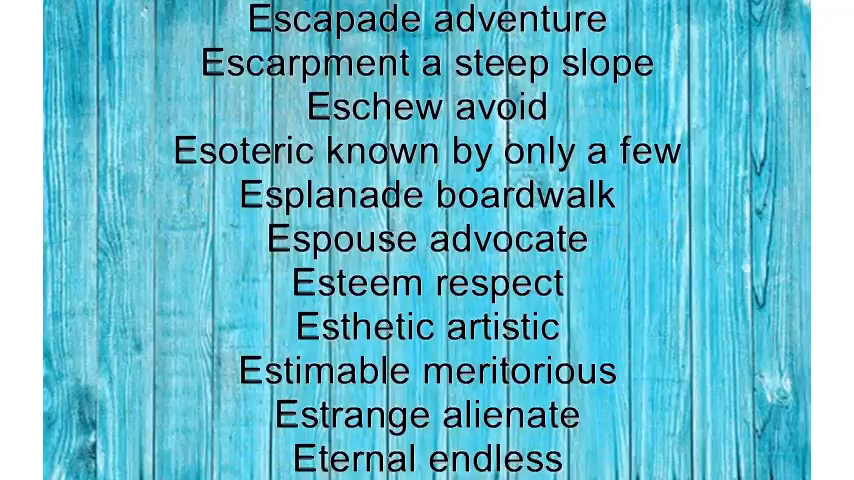 Escapade adventure
Escarpment a steep slope
Eschew avoid
Esoteric known by only a few
Esplanade boardwalk
Espouse advocate
Esteem respect
Esthetic artistic
Estimable meritorious
Estrange alienate
Eternal endless